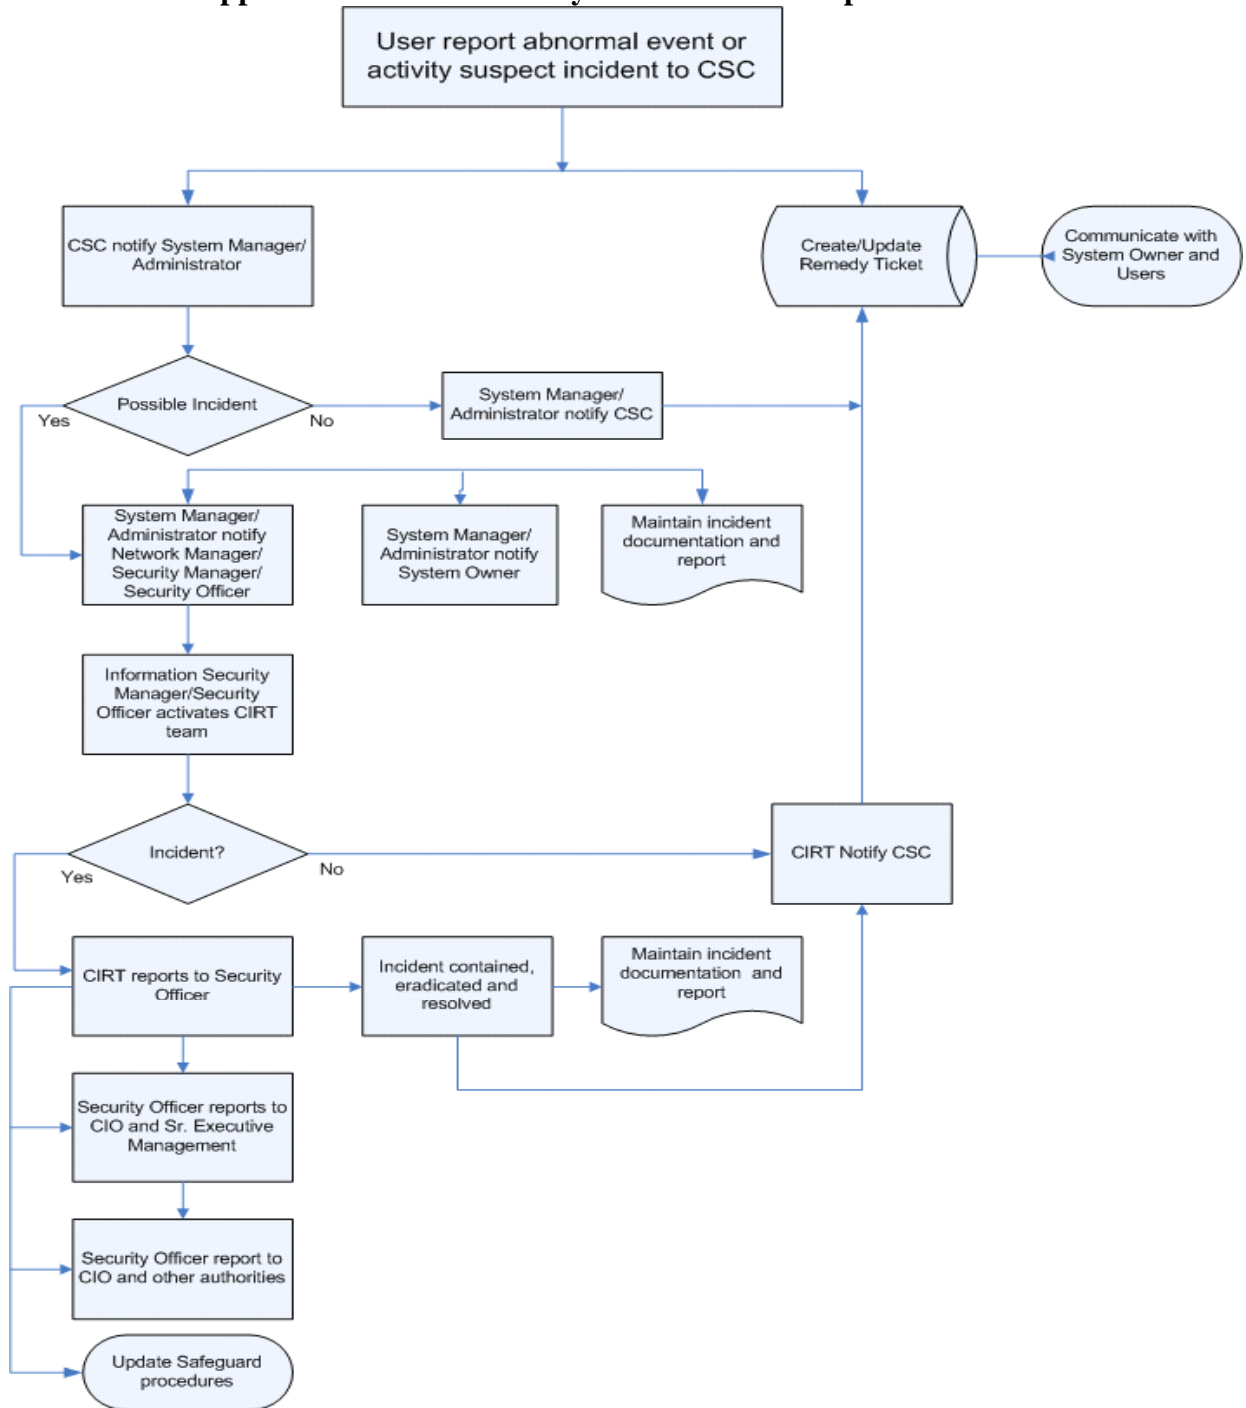 User report abnormal event or
activity suspect incident to CSC
CSC notify System Manager/
Administrator
Create/Update
Remedy Ticket
Communicate with
System Owner and
Users
Possible Incident
Yes
No
System Manager/
Administrator notify CSC
System Manager/
Administrator notify
Network Manager/
Security Manager/
Security Officer
System Manager/
Administrator notify
System Owner
Maintain incident
documentation and
report
Information Security
Manager/Security
Officer activates CIRT
team
Incident?
Yes
No
CIRT Notify CSC
CIRT reports to Security
Officer
Incident contained,
eradicated and
resolved
Maintain incident
documentation and
report
Security Officer reports to
CIO and Sr. Executive
Management
Security Officer report to
CIO and other authorities
Update Safeguard
procedures